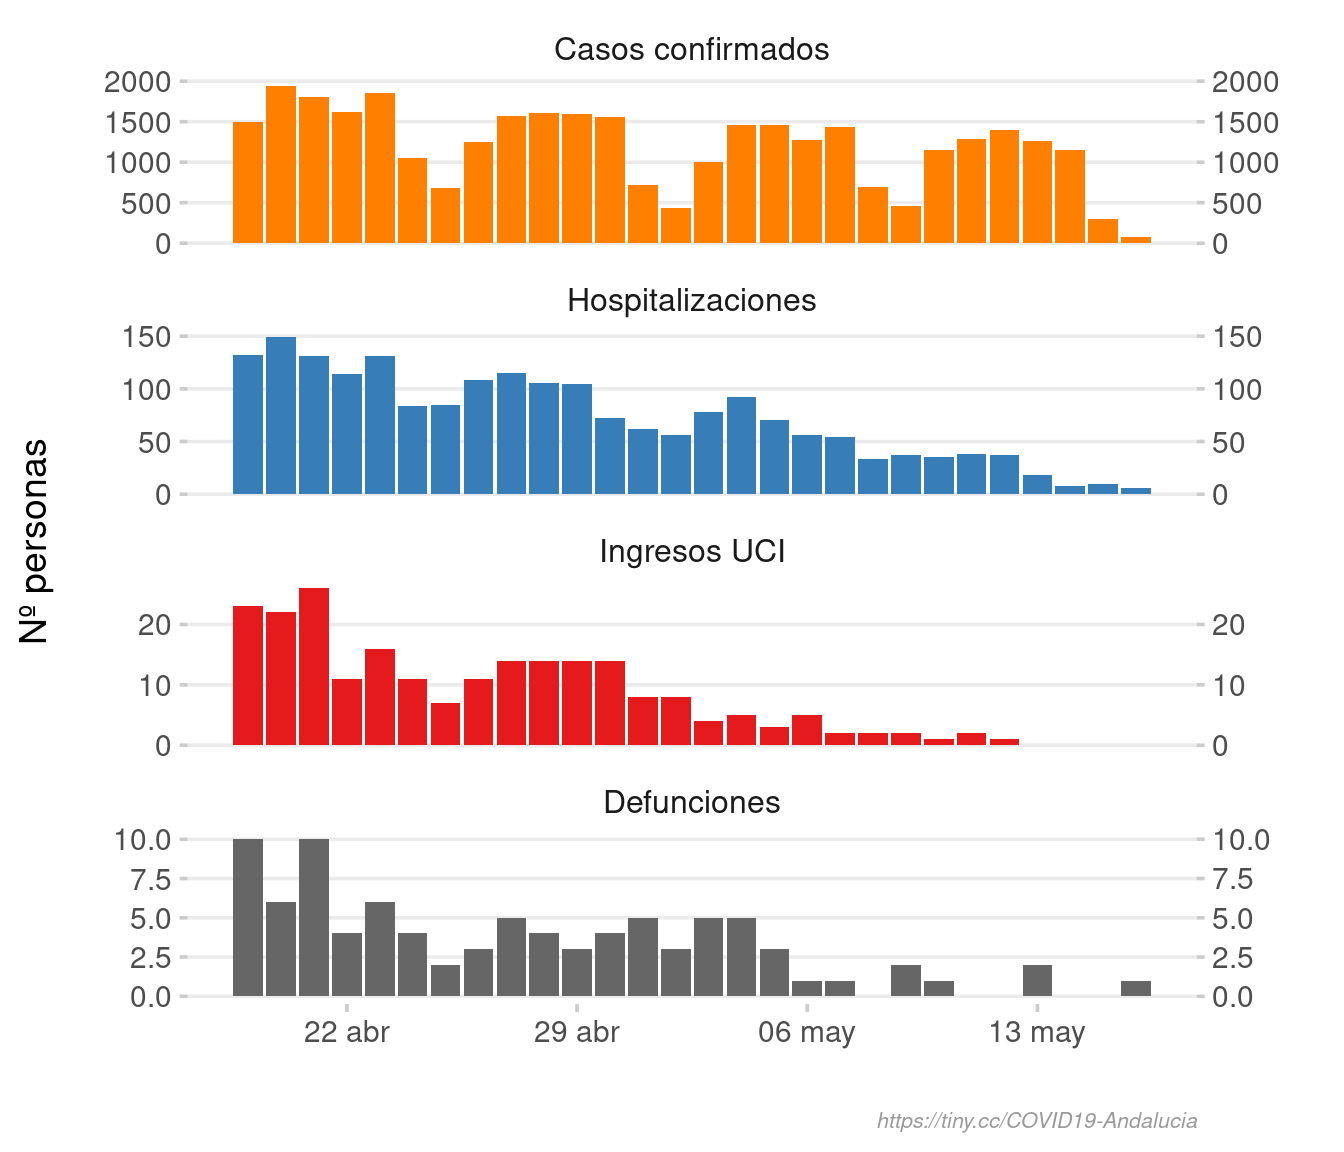 Casos confirmados
2000 2000
1500 1500
1000 1000
500 500
0 0
Hospitalizaciones
150 150
100 100
50 50
0 0
Nº personas
Ingresos UCI
20 20
10 10
0 0
Defunciones
10.0 10.0
7.5 7.5
5.0 5.0
2.5 2.5
0.0 0.0
22 abr 29 abr 06 may 13 may
https://tiny.cc/COVID19-Andalucia